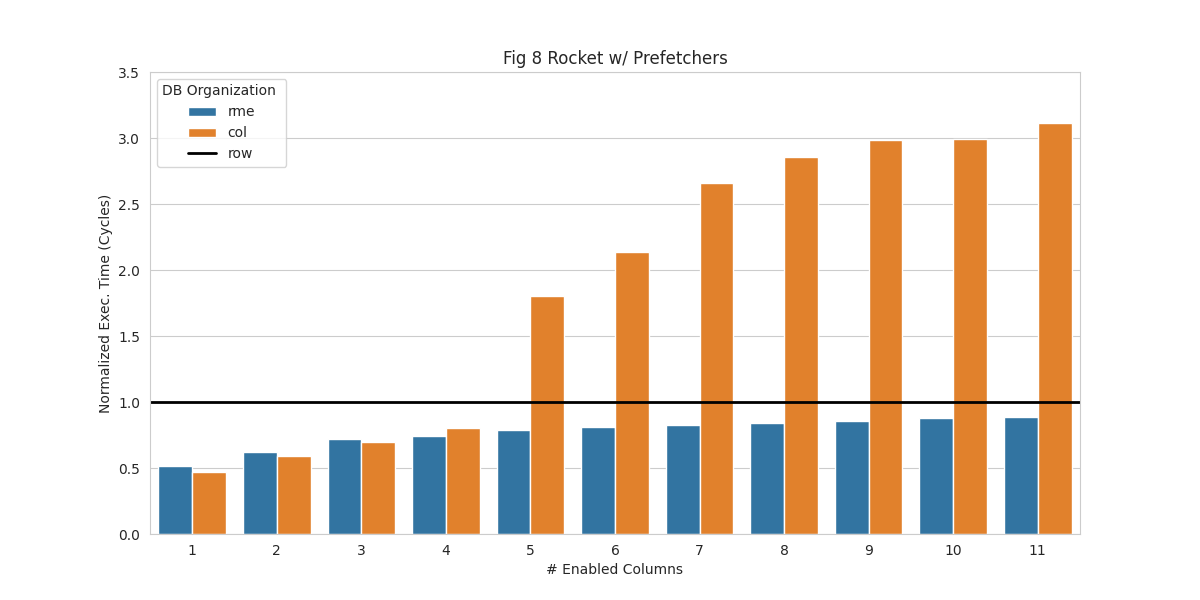 Fig 8 Rocket w/ Prefetchers
Normalized Exec. Time (Cycles)
3.5
3.0
2.5
2.0
1.5
1.0
0.5
0.0
DB Organization
rme
col
row
1 2 3 4 5 6 7 8 9 10 11
# Enabled Columns